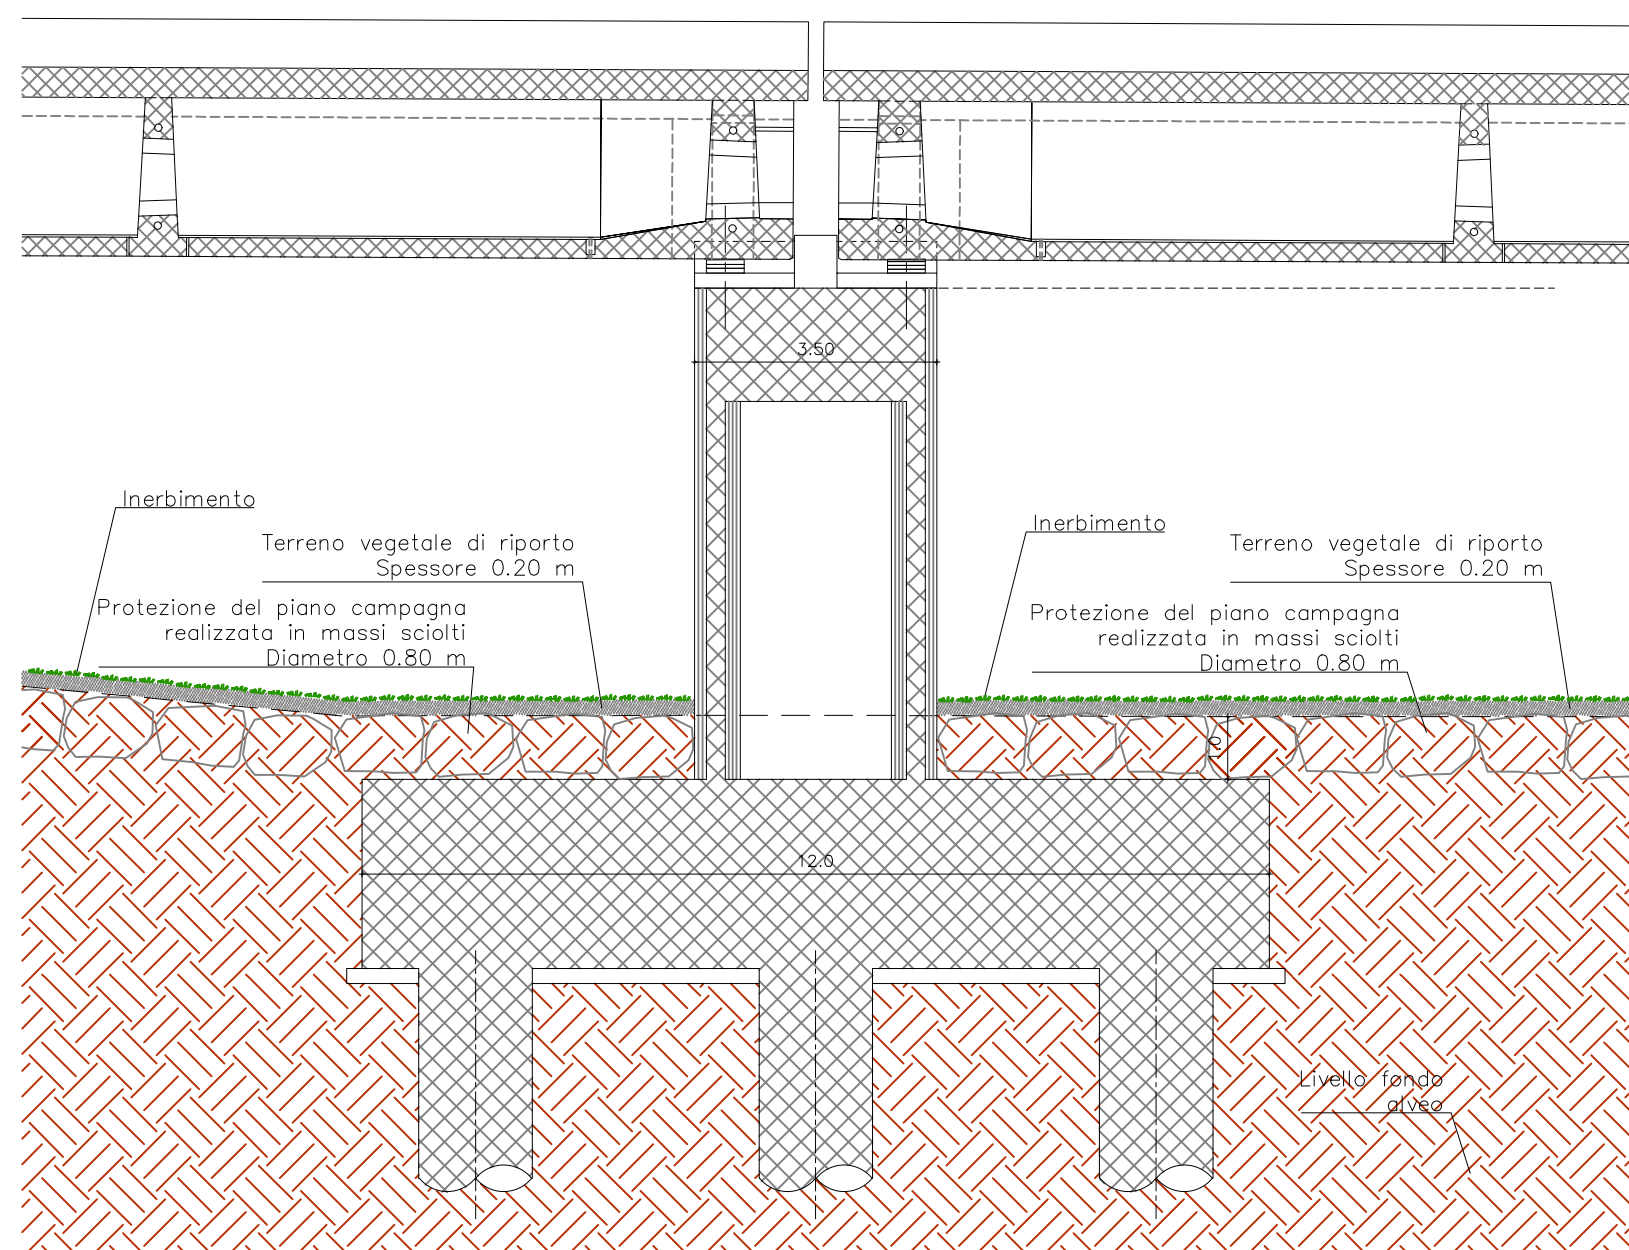 3.50
Inerbimento
Terreno vegetale di riporto
Spessore 0.20 m
Protezione del piano campagna
realizzata in massi sciolti
Diametro 0.80 m
Inerbimento
Terreno vegetale di riporto
Spessore 0.20 m
Protezione del piano campagna
realizzata in massi sciolti
Diametro 0.80 m
1.0
12.0
Livello fondo
alveo